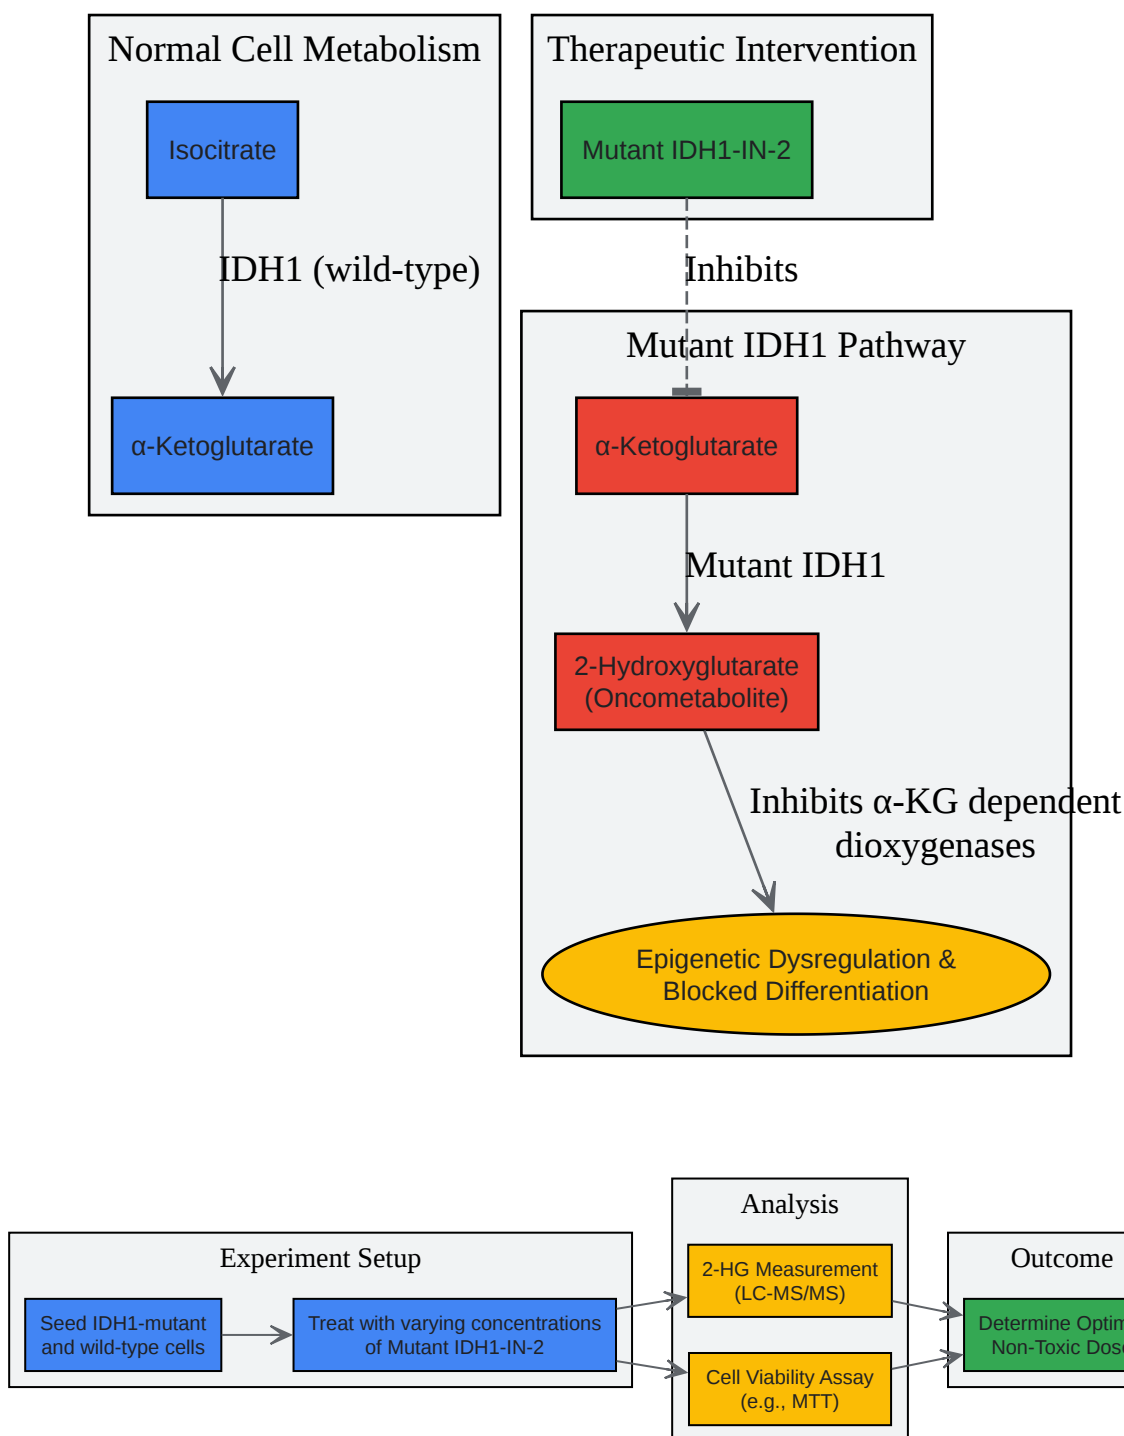 Normal Cell Metabolism
Isocitrate
IDH1 (wild-type)
α-Ketoglutarate
Therapeutic Intervention
Mutant IDH1-IN-2
Inhibits
Mutant IDH1 Pathway
α-Ketoglutarate
Mutant IDH1
2-Hydroxyglutarate
(Oncometabolite)
Inhibits α-KG dependent
dioxygenases
Epigenetic Dysregulation &
Blocked Differentiation
Experiment Setup
Seed IDH1-mutant
and wild-type cells
Treat with varying concentrations
of Mutant IDH1-IN-2
Analysis
2-HG Measurement
(LC-MS/MS)
Cell Viability Assay
(e.g., MTT)
Outcome
Determine
Non-Toxic Dose